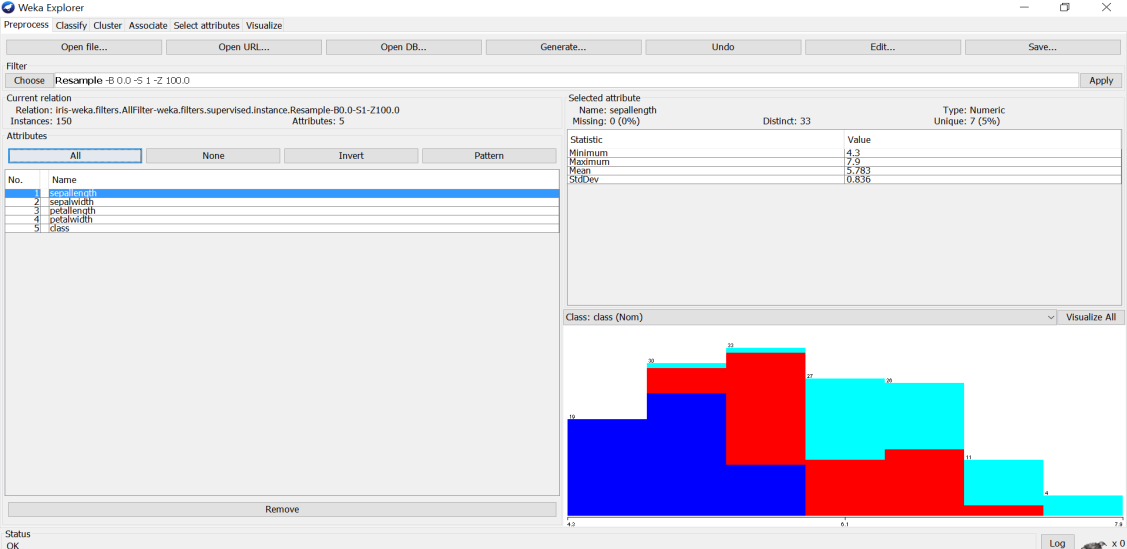 Weka Explorer
Preprocess Classify Cluster Associate Select attributes Visualize
Open file... Open URL... Open DB... Generate... Undo Edit... Save...
Filter
Choose Resample -B 0.0 -S 1 -Z 100.0 Apply
Current relation
Relation: iris-weka.filters.AllFilter-weka.filters.supervised.instance.Resample-B0.0-S1-Z100.0
Instances: 150 Attributes: 5
Attributes
All None Invert Pattern
No. Name
1 sepallength
2 sepalwidth
3 petallength
4 petalwidth
5 class
Remove
Selected attribute
Name: sepallength Type: Numeric
Missing: 0 (0%) Distinct: 33 Unique: 7 (5%)
Statistic Value
Minimum 4.3
Maximum 7.9
Mean 5.783
StdDev 0.836
Class: class (Nom) Visualize All
19 30 33 27 26 11 4
4.3 6.1 7.9
Status
OK
Log x 0